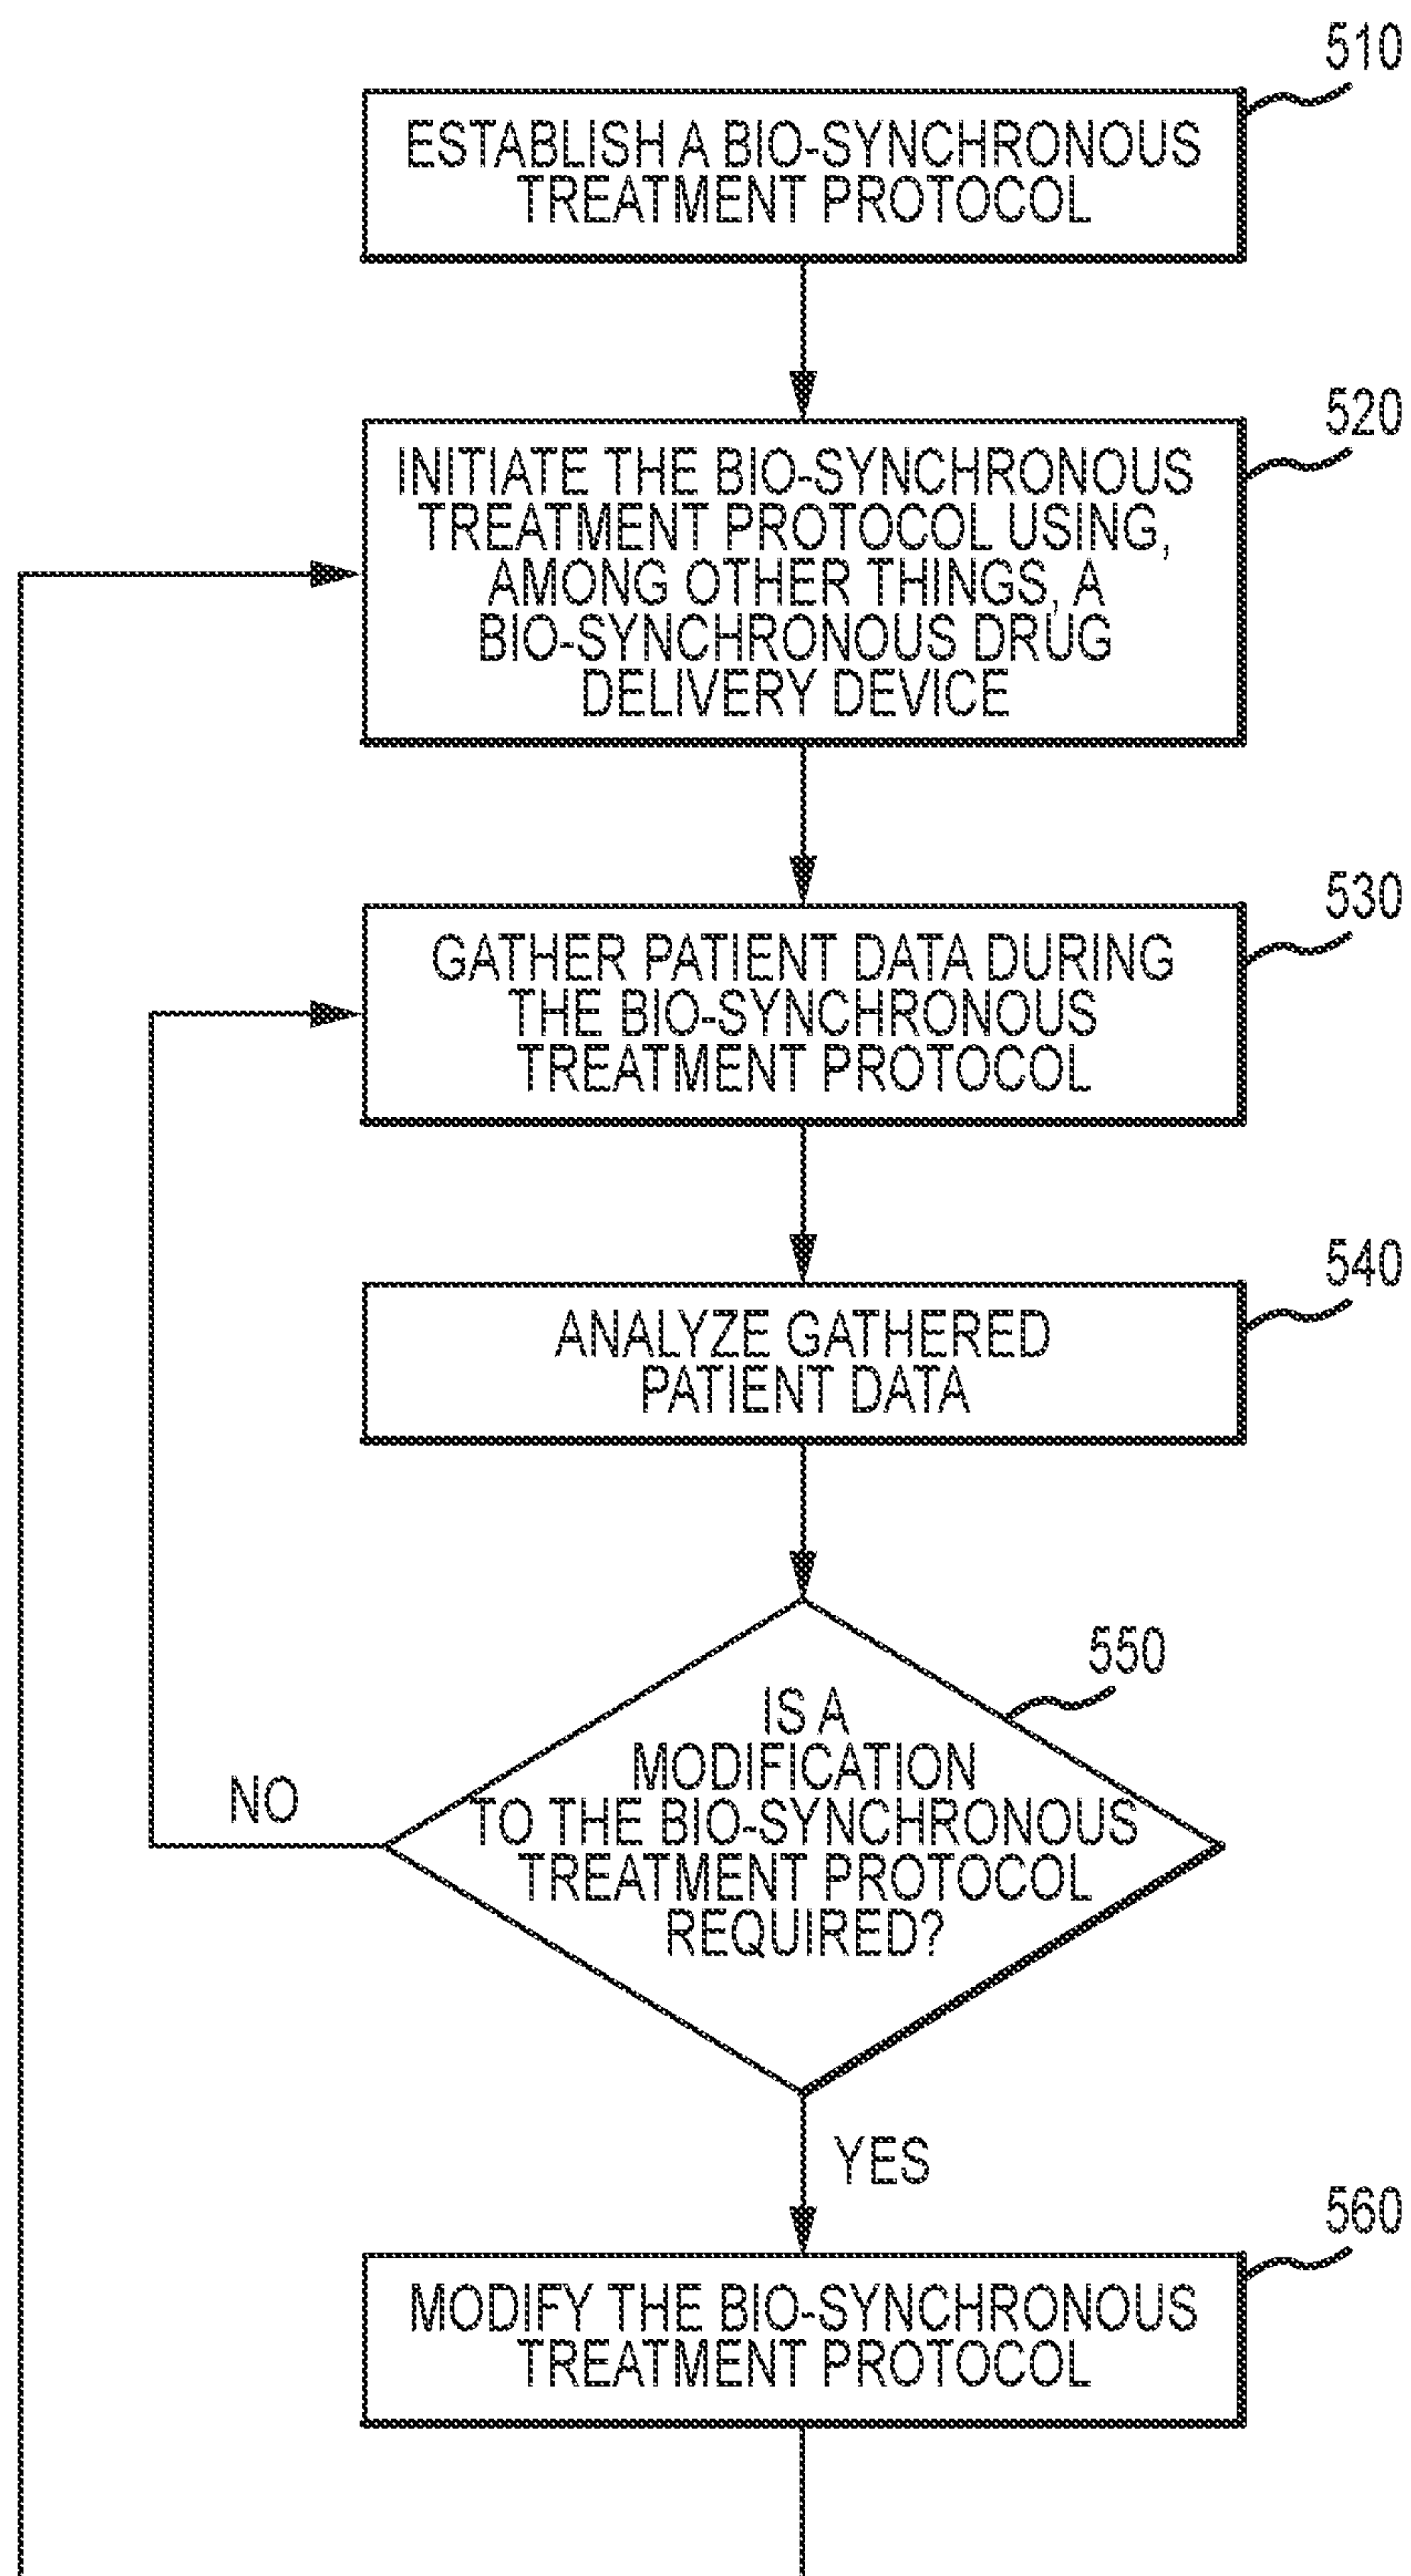 510
ESTABLISH A BIO-SYNCHRONOUS
TREATMENT PROTOCOL
520
INITIATE THE BIO-SYNCHRONOUS
TREATMENT PROTOCOL USING,
AMONG OTHER THINGS, A
BIO-SYNCHRONOUS DRUG
DELIVERY DEVICE
530
GATHER PATIENT DATA DURING
THE BIO-SYNCHRONOUS
TREATMENT PROTOCOL
540
ANALYZE GATHERED
PATIENT DATA
550
IS A
MODIFICATION
TO THE BIO-SYNCHRONOUS
TREATMENT PROTOCOL
REQUIRED?
NO
YES
560
MODIFY THE BIO-SYNCHRONOUS
TREATMENT PROTOCOL